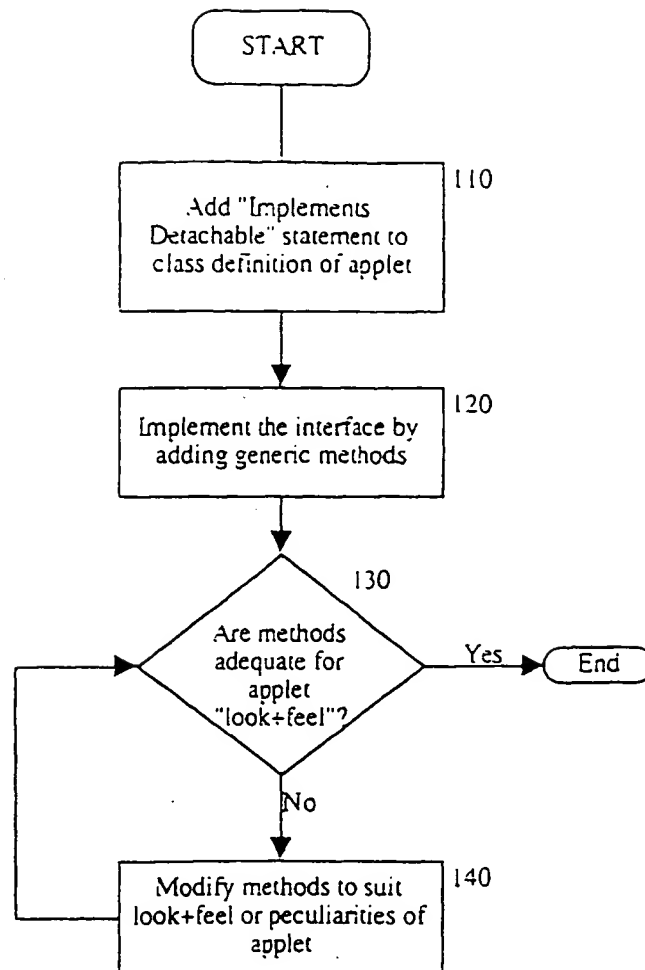 START
110
Add "Implements
Detachable" statement to
class definition of applet
120
Implement the interface by
adding generic methods
130
Are methods
adequate for
applet
"look+feel"?
Yes
End
No
140
Modify methods to suit
look+feel or peculiarities of
applet